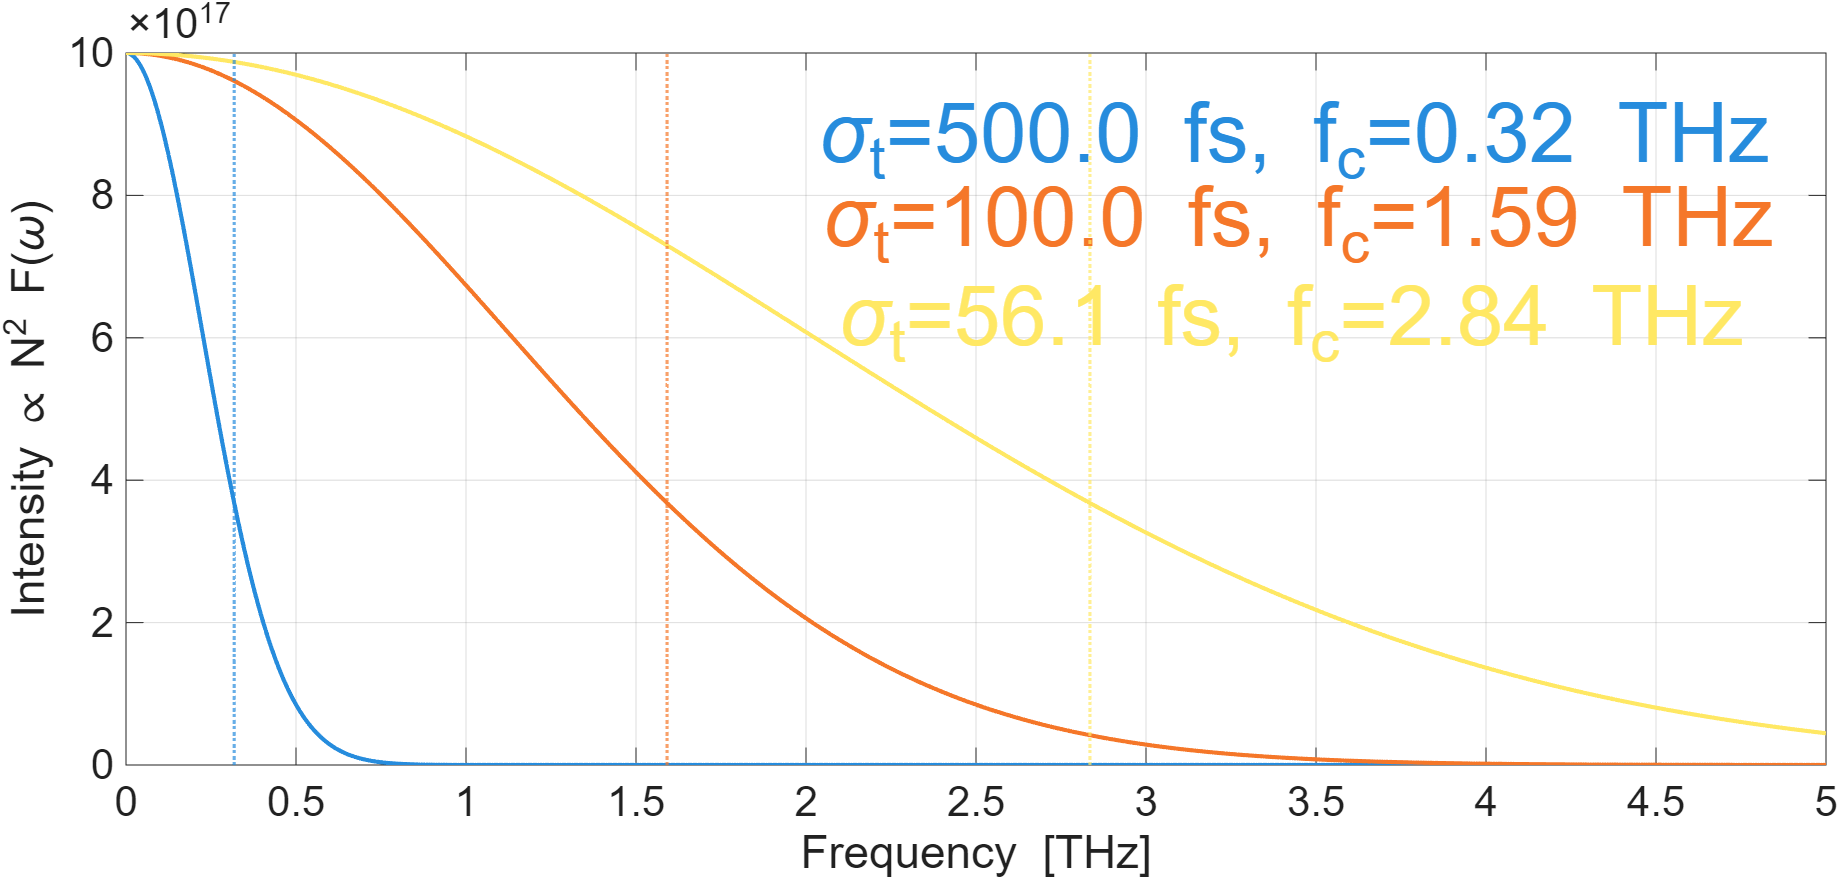 ×10¹⁷
10
8
6
4
2
0
Intensity ∝ N² F(ω)
σt=500.0 fs, fc=0.32 THz
σt=100.0 fs, fc=1.59 THz
σt=56.1 fs, fc=2.84 THz
0 0.5 1 1.5 2 2.5 3 3.5 4 4.5 5
Frequency [THz]